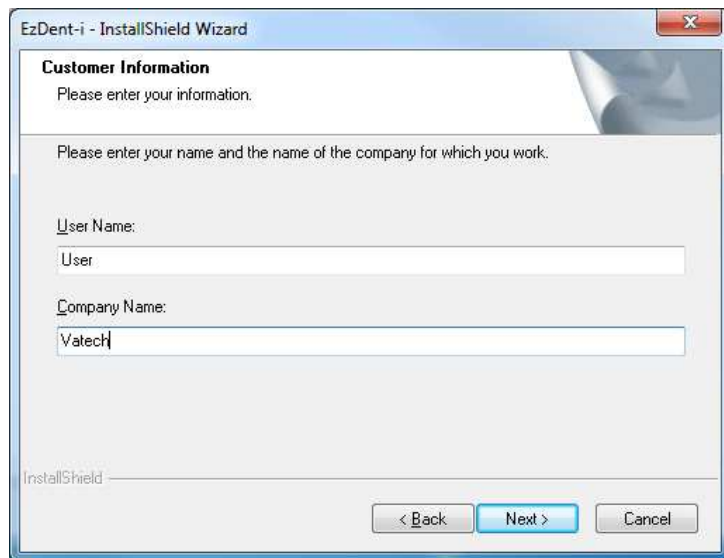 EzDent-i - InstallShield Wizard
Customer Information
Please enter your information.
Please enter your name and the name of the company for which you work.
User Name:
User
Company Name:
Vatech
InstallShield
< Back Next > Cancel